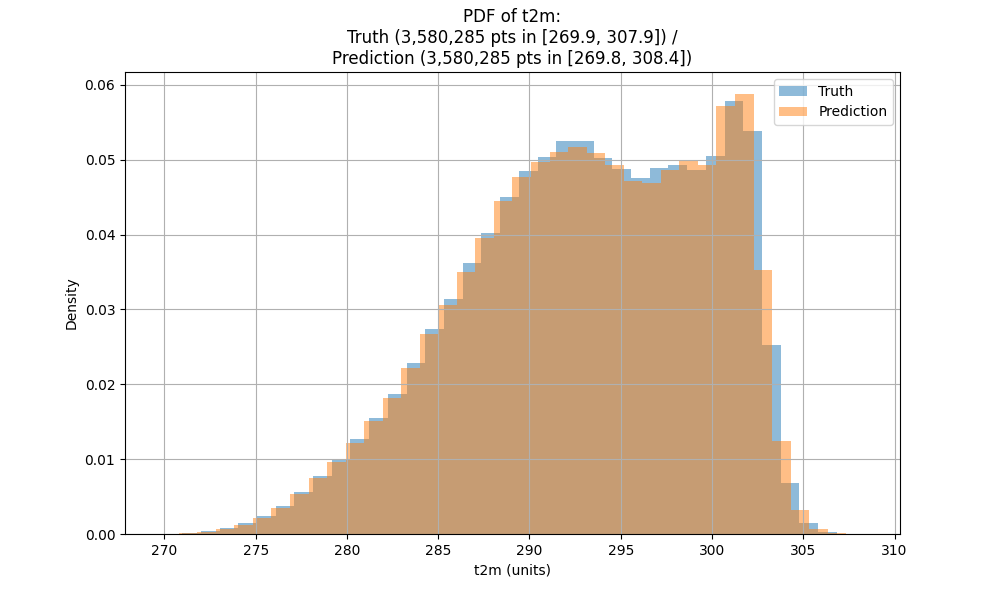 PDF of t2m:
Truth (3,580,285 pts in [269.9, 307.9]) /
Prediction (3,580,285 pts in [269.8, 308.4])
Truth
Prediction
0.06
0.05
0.04
0.03
0.02
0.01
0.00
Density
270 275 280 285 290 295 300 305 310
t2m (units)